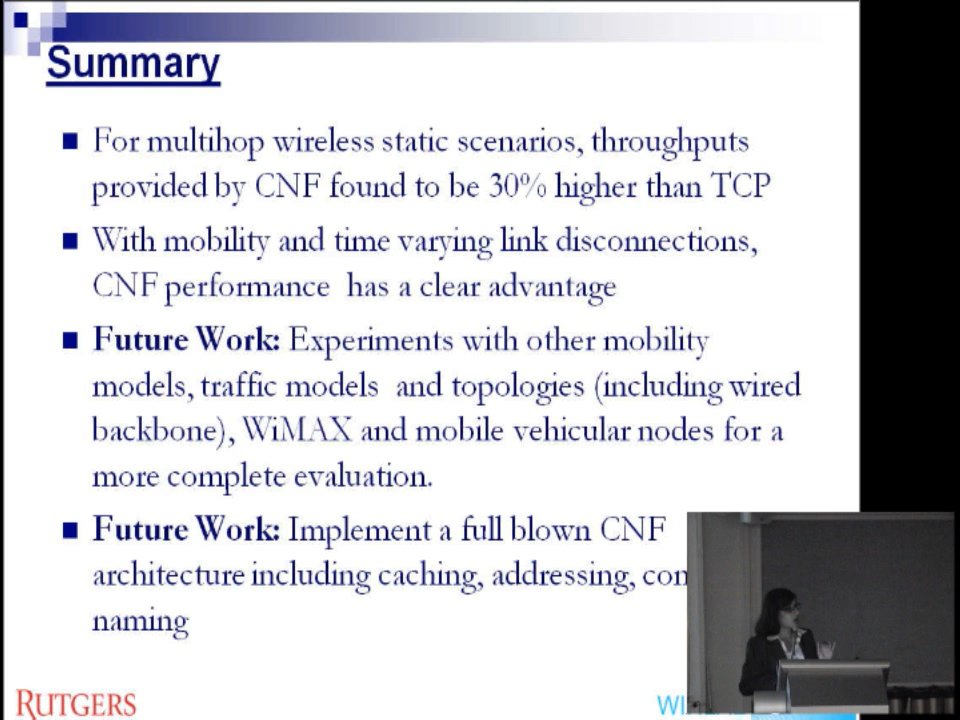 Summary
For multihop wireless static scenarios, throughputs
provided by CNF found to be 30% higher than TCP
With mobility and time varying link disconnections,
CNF performance has a clear advantage
Future Work: Experiments with other mobility
models, traffic models and topologies (including wired
backbone), WiMAX and mobile vehicular nodes for a
more complete evaluation.
Future Work: Implement a full blown CNF
architecture including caching, addressing,
naming
RUTGERS